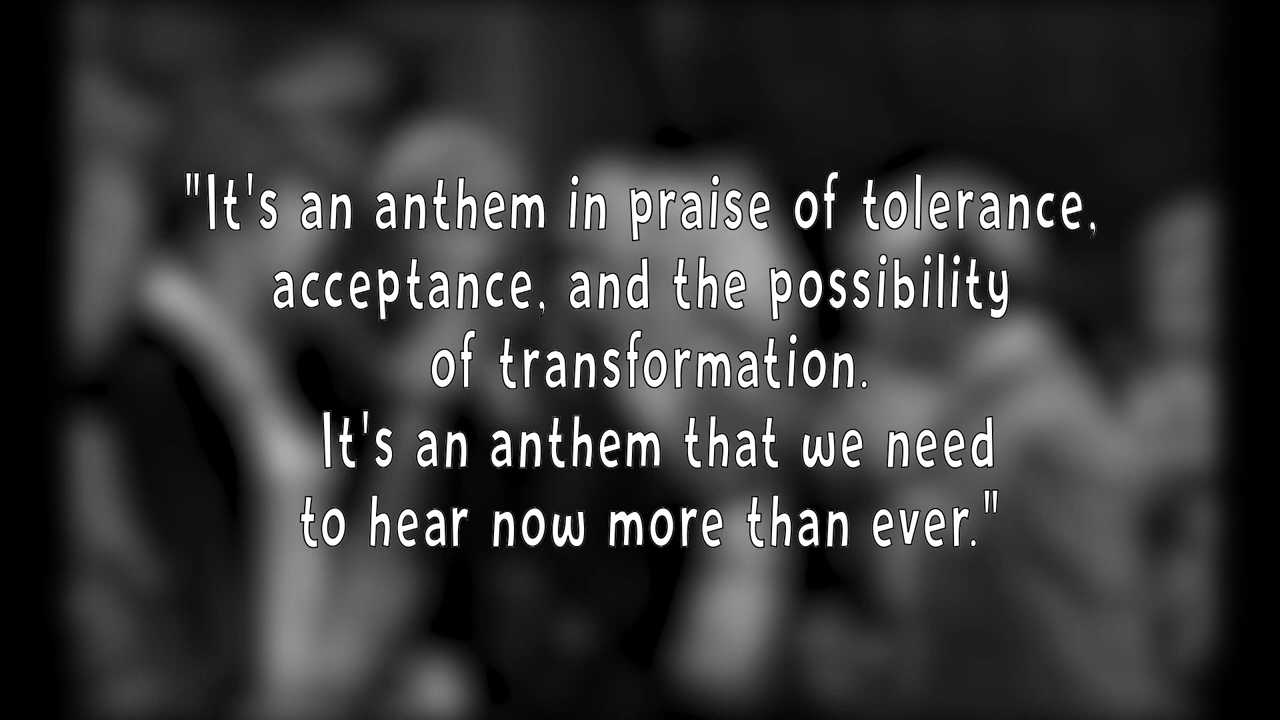 "It's an anthem in praise of tolerance,
acceptance, and the possibility
of transformation.
It's an anthem that we need
to hear now more than ever."